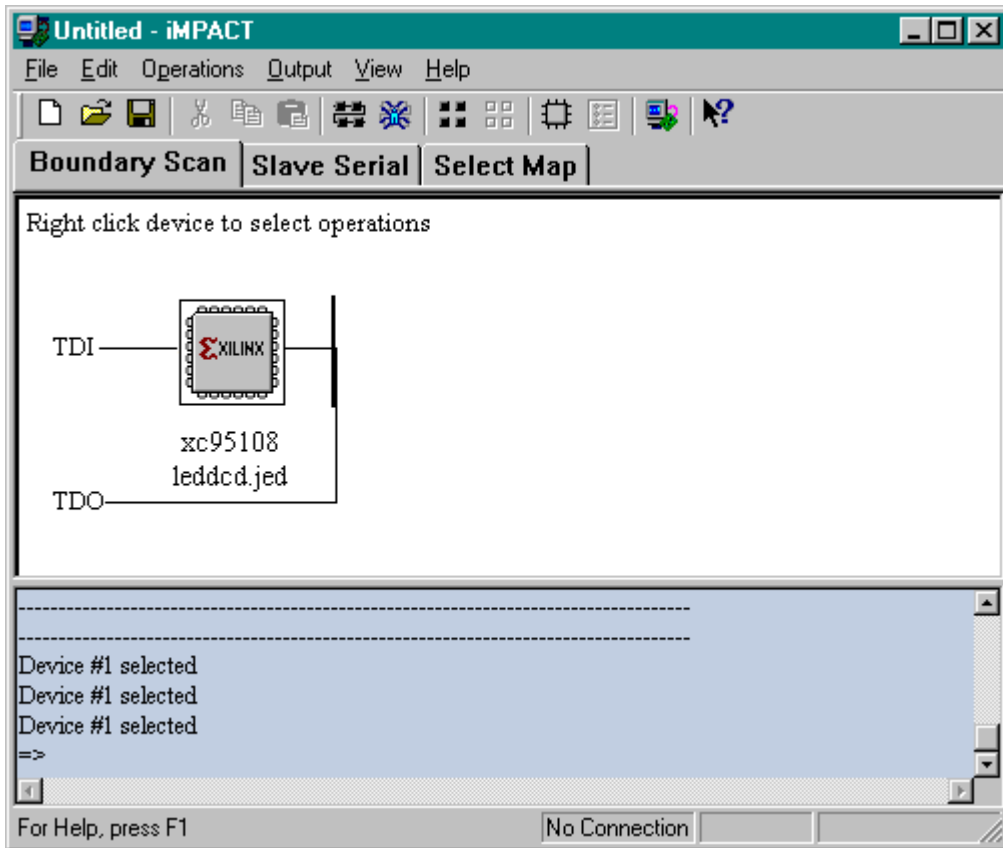 Untitled - iMPACT
File Edit Operations Output View Help
Boundary Scan Slave Serial Select Map
Right click device to select operations
TDI
ΣXILINX
xc95108
leddcd.jed
TDO
--------------------------------------------------------------------------------
--------------------------------------------------------------------------------
Device #1 selected
Device #1 selected
Device #1 selected
=>
For Help, press F1 No Connection